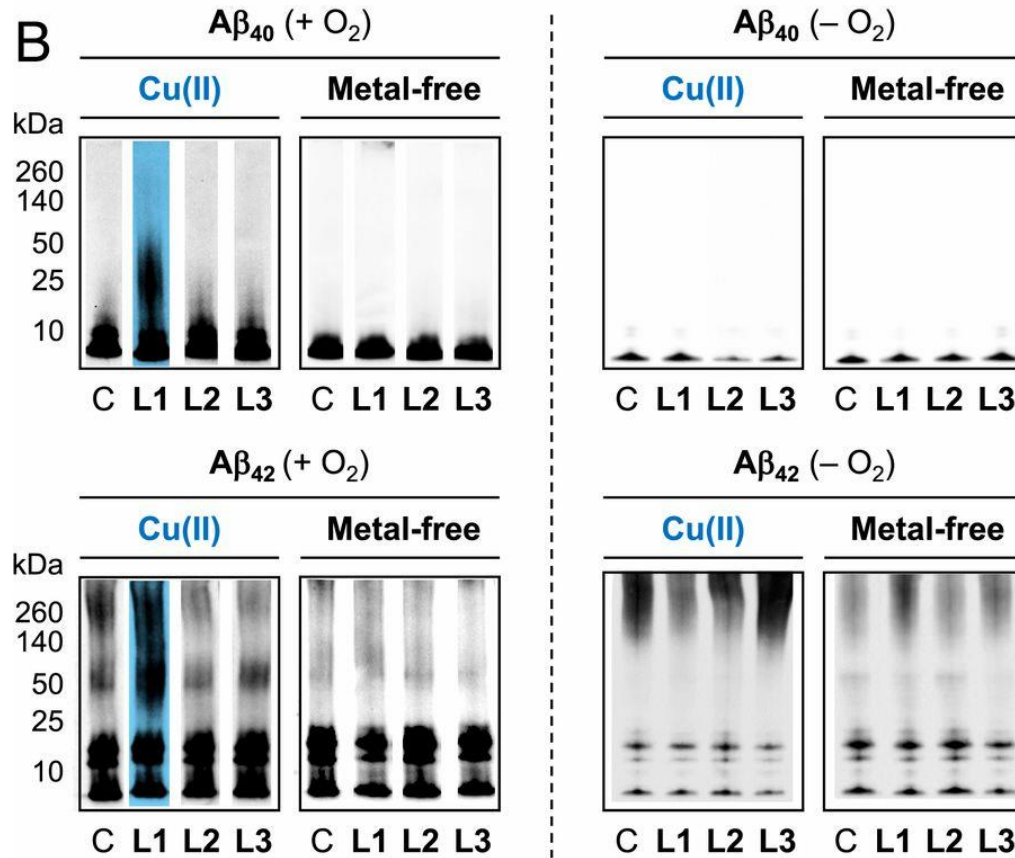 B
Aβ40 (+ O2)
Cu(II) Metal-free
kDa
260
140
50
25
10
C L1 L2 L3 C L1 L2 L3
Aβ40 (– O2)
Cu(II) Metal-free
C L1 L2 L3 C L1 L2 L3
Aβ42 (+ O2)
Cu(II) Metal-free
kDa
260
140
50
25
10
C L1 L2 L3 C L1 L2 L3
Aβ42 (– O2)
Cu(II) Metal-free
C L1 L2 L3 C L1 L2 L3